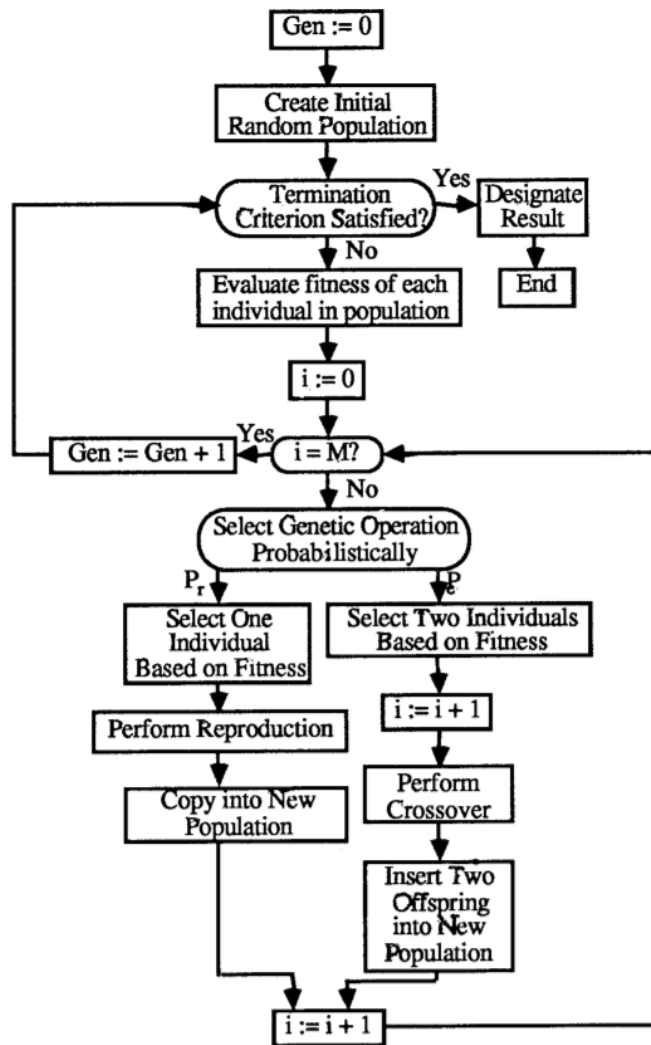 Gen := 0
Create Initial
Random Population
Termination
Criterion Satisfied?
Yes
Designate
Result
End
No
Evaluate fitness of each
individual in population
i := 0
i = M?
Yes
Gen := Gen + 1
No
Select Genetic Operation
Probabilistically
Pr
Select One
Individual
Based on Fitness
Perform Reproduction
Copy into New
Population
Pc
Select Two Individuals
Based on Fitness
i := i + 1
Perform
Crossover
Insert Two
Offspring
into New
Population
i := i + 1